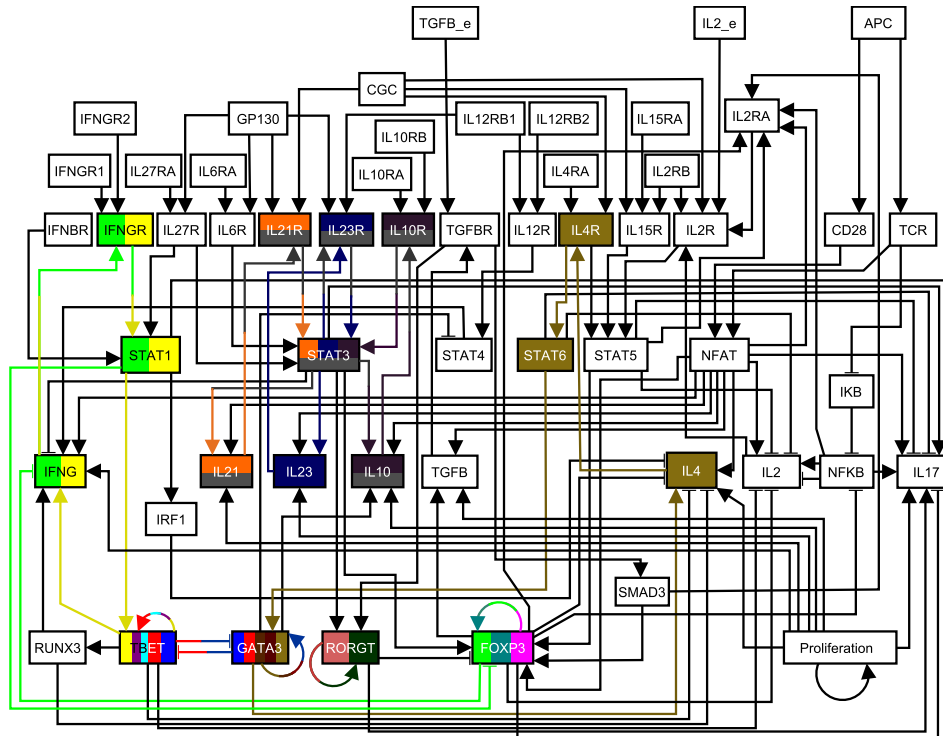 TGFB_e
IL2_e
APC
CGC
IL2RA
IFNGR2
GP130
IL12RB1
IL12RB2
IL15RA
IL10RB
IFNGR1
IL27RA
IL6RA
IL10RA
IL4RA
IL2RB
IFNBR
IFNGR
IL27R
IL6R
IL21R
IL23R
IL10R
TGFBR
IL12R
IL4R
IL15R
IL2R
CD28
TCR
STAT1
STAT3
STAT4
STAT6
STAT5
NFAT
IKB
IFNG
IL21
IL23
IL10
TGFB
IL4
IL2
NFKB
IL17
IRF1
SMAD3
RUNX3
TBET
GATA3
RORGT
FOXP3
Proliferation